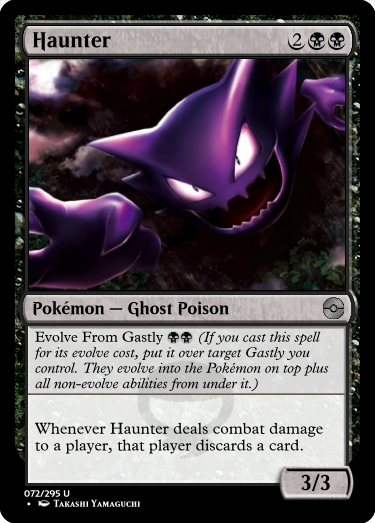 Haunter 2
Pokémon — Ghost Poison
Evolve From Gastly (If you cast this spell
for its evolve cost, put it over target Gastly you
control. They evolve into the Pokémon on top plus
all non-evolve abilities from under it.)
Whenever Haunter deals combat damage
to a player, that player discards a card.
3/3
072/295 U
• Takashi Yamaguchi